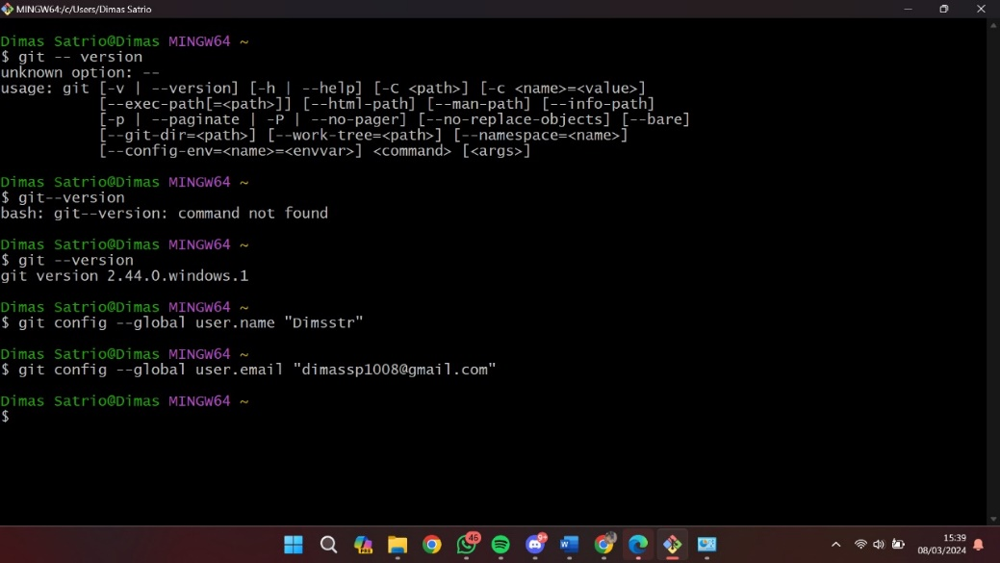 MINGW64:/c/Users/Dimas Satrio
Dimas Satrio@Dimas MINGW64 ~
$ git -- version
unknown option: --
usage: git [-v | --version] [-h | --help] [-C <path>] [-c <name>=<value>]
[--exec-path[=<path>]] [--html-path] [--man-path] [--info-path]
[-p | --paginate | -P | --no-pager] [--no-replace-objects] [--bare]
[--git-dir=<path>] [--work-tree=<path>] [--namespace=<name>]
[--config-env=<name>=<envvar>] <command> [<args>]
Dimas Satrio@Dimas MINGW64 ~
$ git--version
bash: git--version: command not found
Dimas Satrio@Dimas MINGW64 ~
$ git --version
git version 2.44.0.windows.1
Dimas Satrio@Dimas MINGW64 ~
$ git config --global user.name "Dimsstr"
Dimas Satrio@Dimas MINGW64 ~
$ git config --global user.email "dimassp1008@gmail.com"
Dimas Satrio@Dimas MINGW64 ~
$
PRE
46
9+
W
15:39
08/03/2024